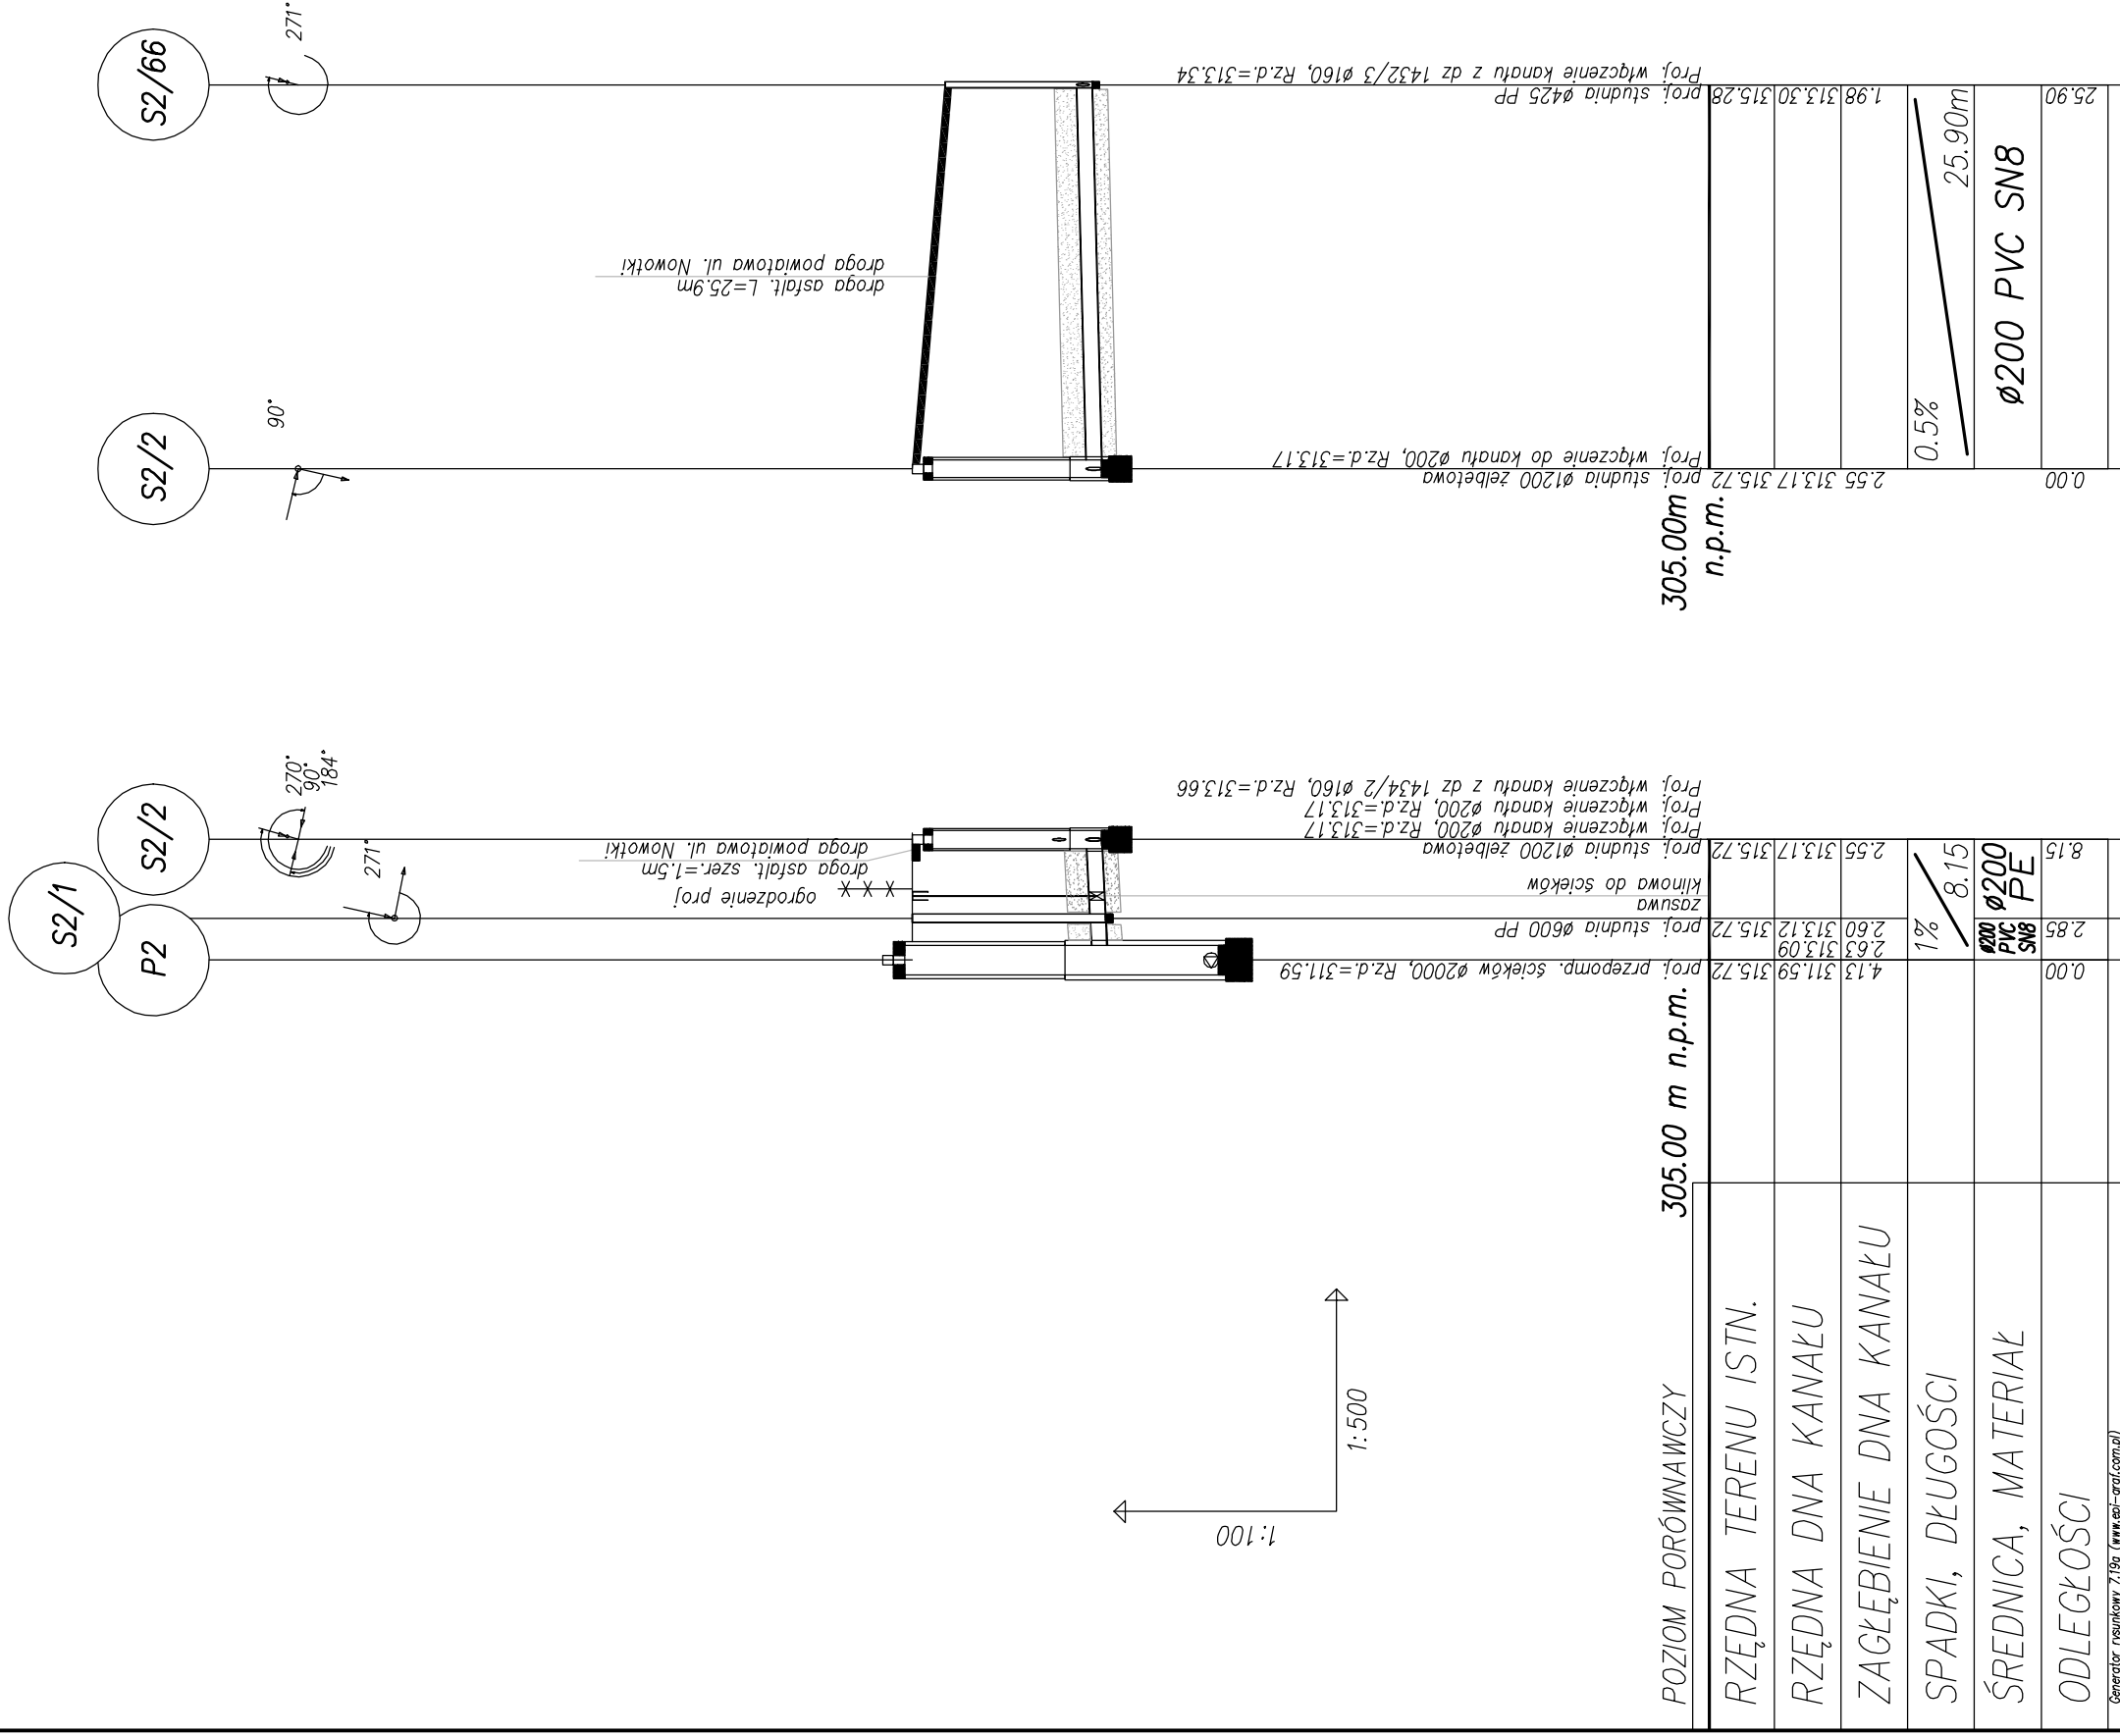 S2/1
P2
S2/2
S2/2
S2/66
271°
270°
90°
184°
90°
271°
ogrodzenie proj
droga asfalt. szer.=1.5m
droga powiatowa ul. Nowotki
droga asfalt. L=25.9m
droga powiatowa ul. Nowotki
1:100
1:500
proj. przepomp. ścieków ø2000, Rz.d.=311.59
proj. studnia ø600 PP
zasuwa
klinowa do ścieków
proj. studnia ø1200 żelbetowa
Proj. włączenie kanału ø200, Rz.d.=313.17
Proj. włączenie kanału ø200, Rz.d.=313.17
Proj. włączenie kanału z dz 1434/2 ø160, Rz.d.=313.66
proj. studnia ø1200 żelbetowa
Proj. włączenie do kanału ø200, Rz.d.=313.17
proj. studnia ø425 PP
Proj. włączenie kanału z dz 1432/3 ø160, Rz.d.=313.34
POZIOM PORÓWNAWCZY
305.00 m n.p.m.
305.00m
n.p.m.
RZĘDNA TERENU ISTN.
315.72
315.72
315.72
315.72
315.28
RZĘDNA DNA KANAŁU
311.59
313.09
313.12
313.17
313.17
313.30
ZAGŁĘBIENIE DNA KANAŁU
4.13
2.63
2.60
2.55
2.55
1.98
SPADKI, DŁUGOŚCI
1%
8.15
0.5%
25.90m
ŚREDNICA, MATERIAŁ
ø200
PVC
SN8
ø200
PE
ø200 PVC SN8
ODLEGŁOŚCI
0.00
2.85
8.15
0.00
25.90
Generator rysunkowy 7.19a (www.epi-graf.com.pl)